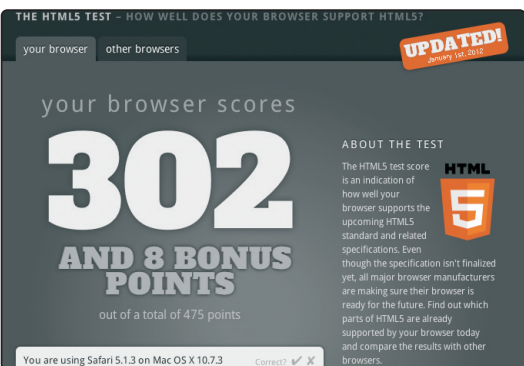 THE HTML5 TEST – HOW WELL DOES YOUR BROWSER SUPPORT HTML5?
your browser
other browsers
UPDATED!
January 1st, 2012
your browser scores
302
AND 8 BONUS
POINTS
out of a total of 475 points
You are using Safari 5.1.3 on Mac OS X 10.7.3
Correct? ✔ ✘
ABOUT THE TEST
The HTML5 test score
is an indication of
how well your
browser supports the
upcoming HTML5
standard and related
specifications. Even
though the specification isn't finalized
yet, all major browser manufacturers
are making sure their browser is
ready for the future. Find out which
parts of HTML5 are already
supported by your browser today
and compare the results with other
browsers.
HTML
5